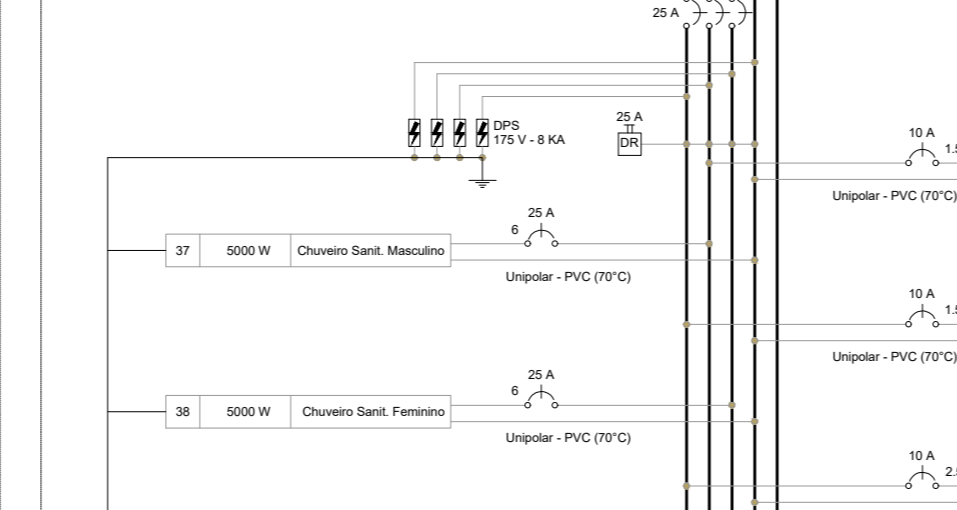 25 A
DPS
175 V - 8 KA
25 A
DR
10 A
Unipolar - PVC (70°C)
25 A
6
37 5000 W Chuveiro Sanit. Masculino
Unipolar - PVC (70°C)
10 A
Unipolar - PVC (70°C)
25 A
6
38 5000 W Chuveiro Sanit. Feminino
Unipolar - PVC (70°C)
10 A